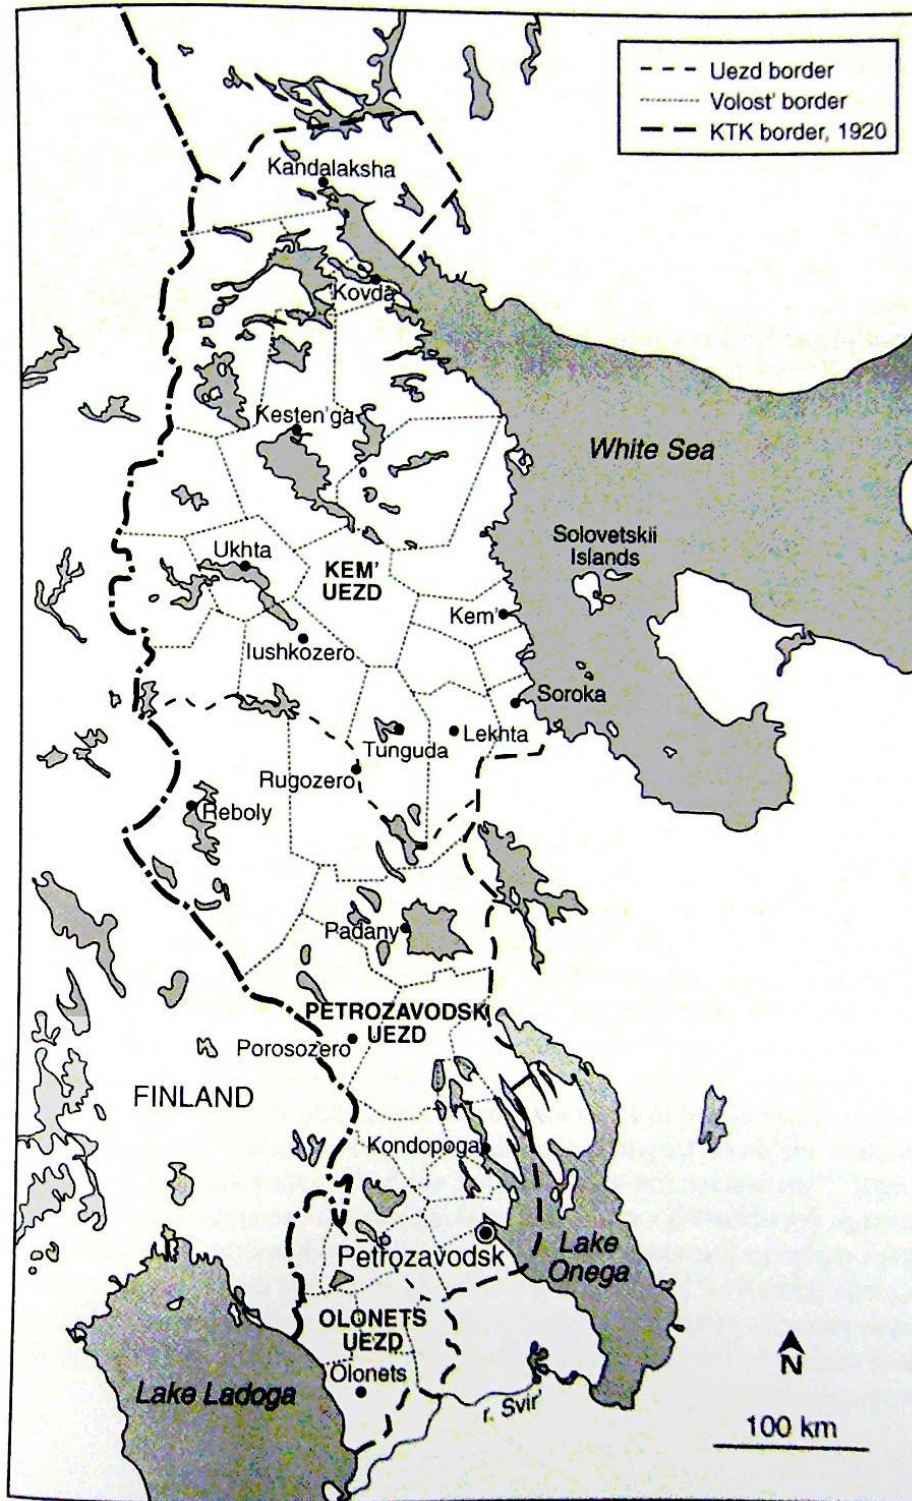 Uezd border
Volost' border
KTK border, 1920
Kandalaksha
Kovda
Kesten'ga
White Sea
Solovetskii
Islands
Ukhta
KEM'
UEZD
Kem'
Iushkozero
Soroka
Tunguda
Lekhta
Rugozero
Reboly
Padany
PETROZAVODSK
UEZD
Porosozero
FINLAND
Kondopoga
Petrozavodsk
Lake
Onega
OLONETS
UEZD
Olonets
Lake Ladoga
r. Svir'
N
100 km